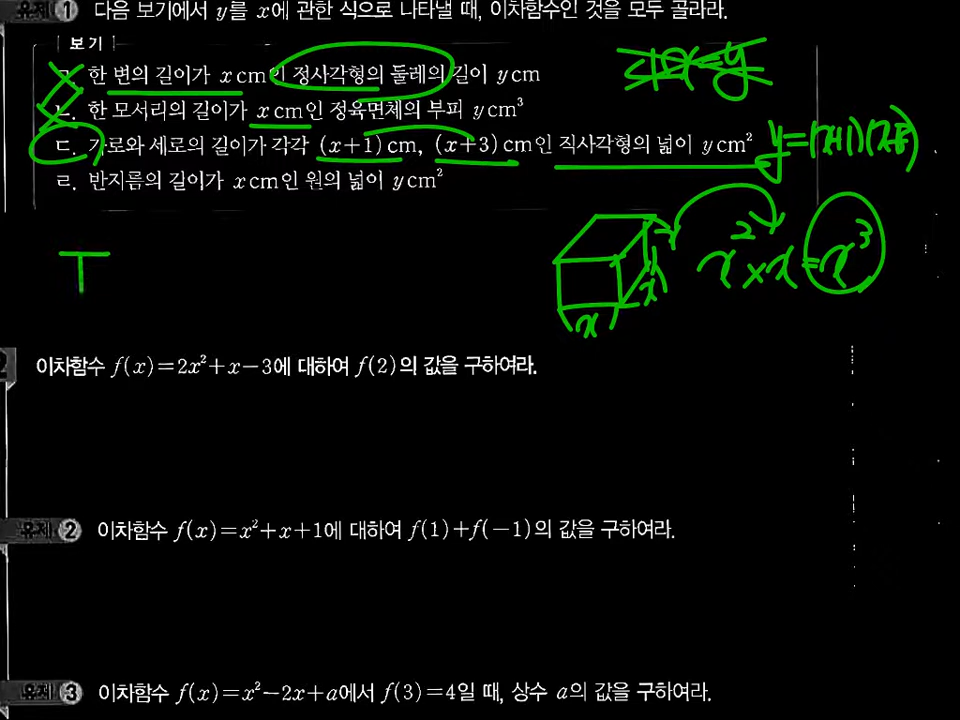 유제 1 다음 보기에서 y를 x에 관한 식으로 나타낼 때, 이차함수인 것을 모두 골라라.
보기
ㄱ. 한 변의 길이가 x cm인 정사각형의 둘레의 길이 y cm
ㄴ. 한 모서리의 길이가 x cm인 정육면체의 부피 y cm³
ㄷ. 가로와 세로의 길이가 각각 (x+1) cm, (x+3) cm인 직사각형의 넓이 y cm²
ㄹ. 반지름의 길이가 x cm인 원의 넓이 y cm²
x² × x = x³
x
x
이차함수 f(x)=2x²+x-3에 대하여 f(2)의 값을 구하여라.
유제 2 이차함수 f(x)=x²+x+1에 대하여 f(1)+f(-1)의 값을 구하여라.
유제 3 이차함수 f(x)=x²-2x+a에서 f(3)=4일 때, 상수 a의 값을 구하여라.